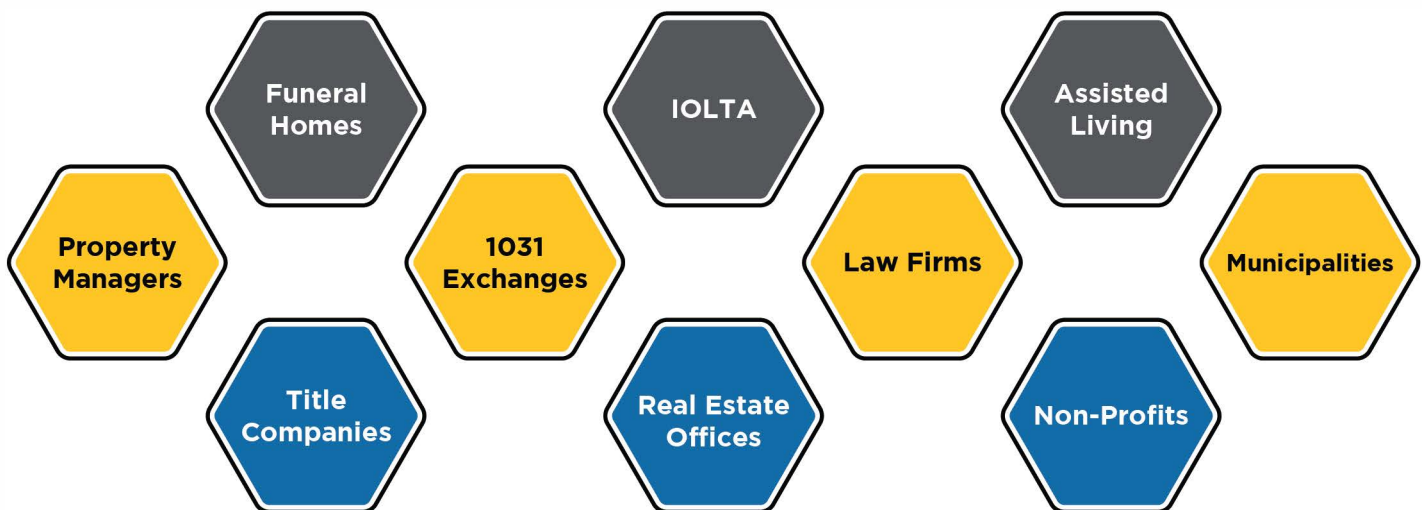 Funeral
Homes
IOLTA
Assisted
Living
Property
Managers
1031
Exchanges
Law Firms
Municipalities
Title
Companies
Real Estate
Offices
Non-Profits